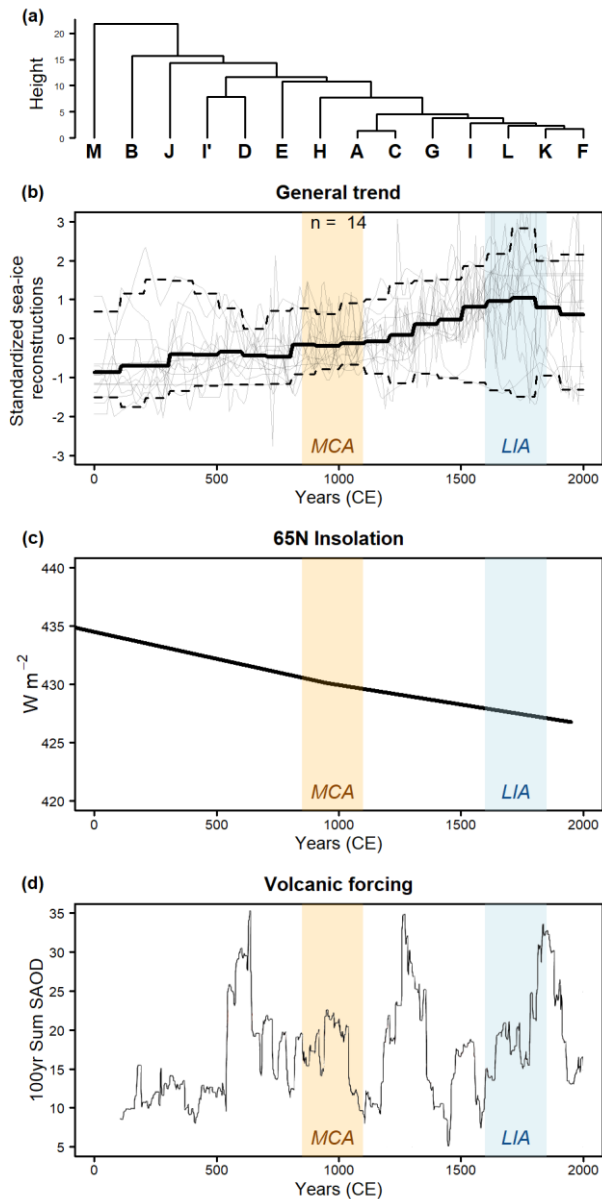 (a)
Height
20
15
10
5
0
M B J I' D E H A C G I L K F
(b)
General trend
n = 14
Standardized sea-ice
reconstructions
3
2
1
0
-1
-2
-3
MCA
LIA
0 500 1000 1500 2000
Years (CE)
(c)
65N Insolation
W m⁻²
440
435
430
425
420
MCA
LIA
0 500 1000 1500 2000
Years (CE)
(d)
Volcanic forcing
100yr Sum SAOD
35
30
25
20
15
10
5
MCA
LIA
0 500 1000 1500 2000
Years (CE)